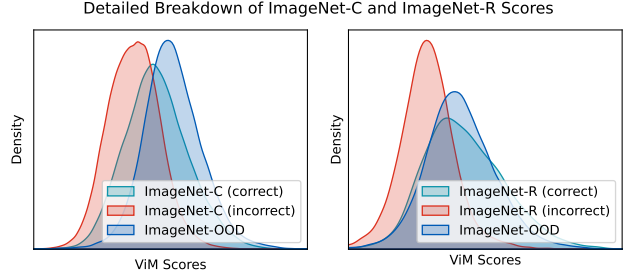 Detailed Breakdown of ImageNet-C and ImageNet-R Scores
Density
ImageNet-C (correct)
ImageNet-C (incorrect)
ImageNet-OOD
ViM Scores
Density
ImageNet-R (correct)
ImageNet-R (incorrect)
ImageNet-OOD
ViM Scores